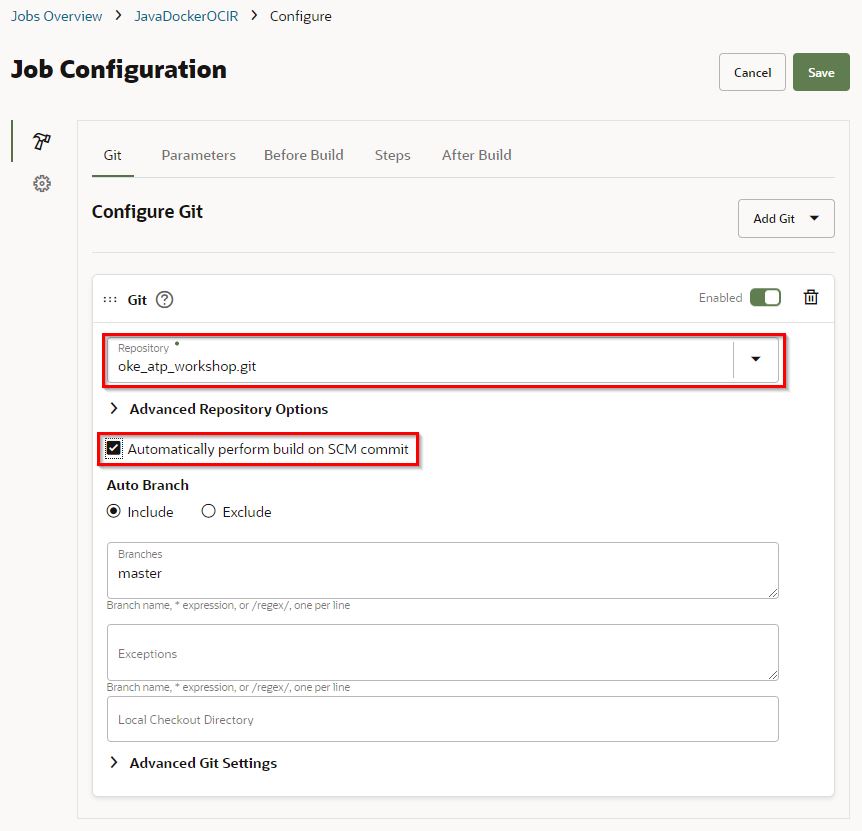 Jobs Overview > JavaDockerOCIR > Configure
Job Configuration
Cancel
Save
Git
Parameters
Before Build
Steps
After Build
Configure Git
Add Git
Git ?
Enabled
Repository
oke_atp_workshop.git
Advanced Repository Options
Automatically perform build on SCM commit
Auto Branch
Include
Exclude
Branches
master
Branch name, * expression, or /regex/, one per line
Exceptions
Branch name, * expression, or /regex/, one per line
Local Checkout Directory
Advanced Git Settings